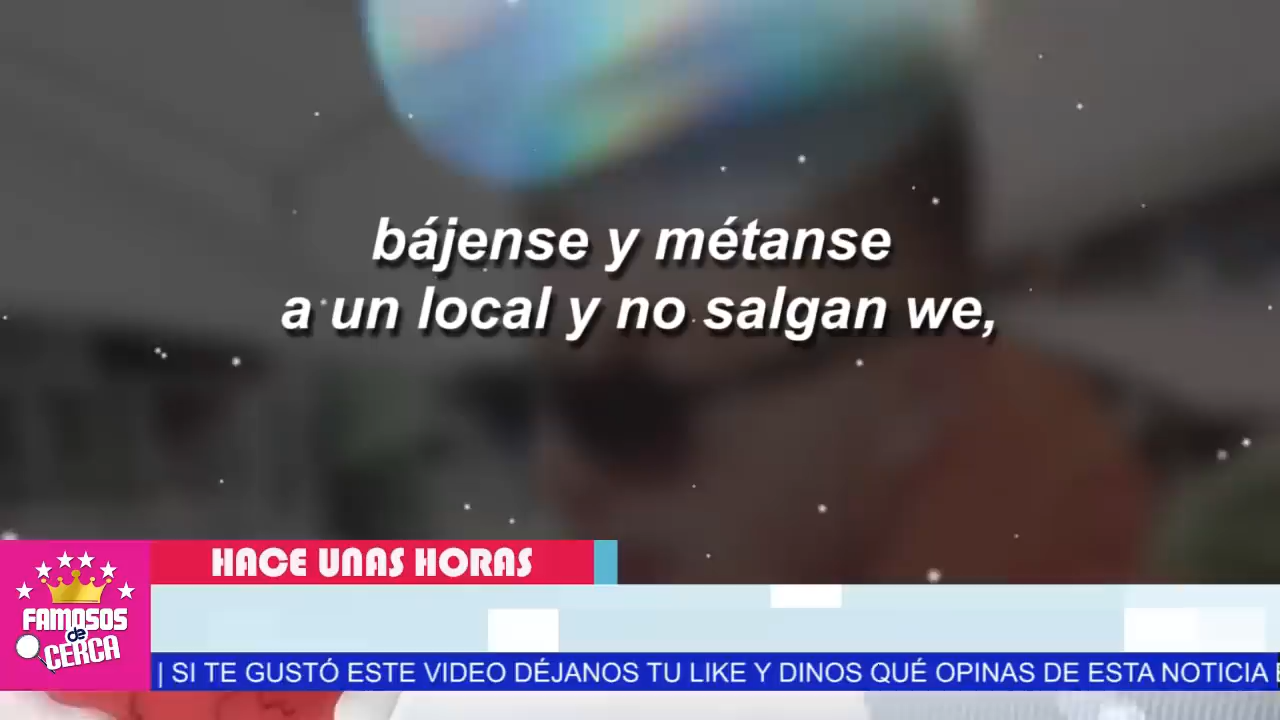 bájense y métanse
a un local y no salgan we,
HACE UNAS HORAS
FAMOSOS
de
CERCA
| SI TE GUSTÓ ESTE VIDEO DÉJANOS TU LIKE Y DINOS QUÉ OPINAS DE ESTA NOTICIA